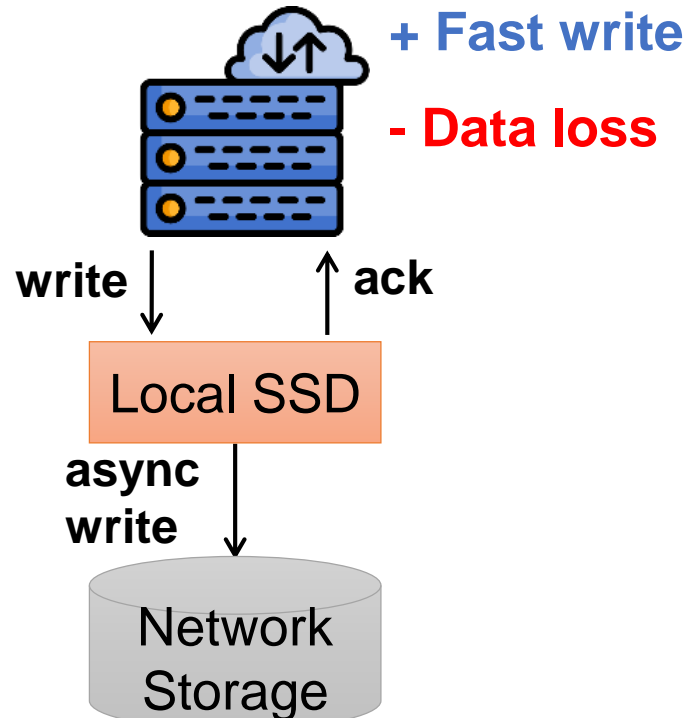 + Fast write
- Data loss
write
ack
Local SSD
async
write
Network
Storage